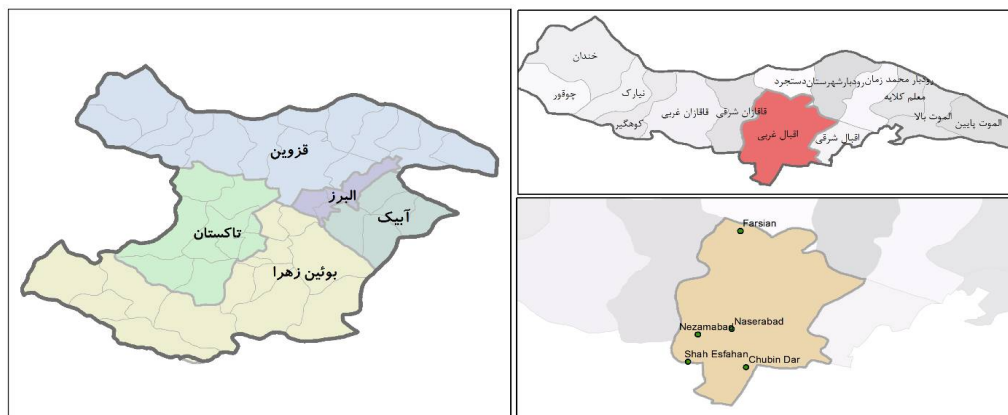 قزوین
البرز
آبیک
تاکستان
بوئین زهرا
خندان
چوقور
نیارک
کوهگیر
قاقازان غربی
قاقازان شرقی
دستجرد
رودبار شهرستان
رودبار محمد زمان
معلم کلایه
الموت بالا
الموت پایین
اقبال غربی
اقبال شرقی
Farsian
Naserabad
Nezamabad
Shah Esfahan
Chubin Dar